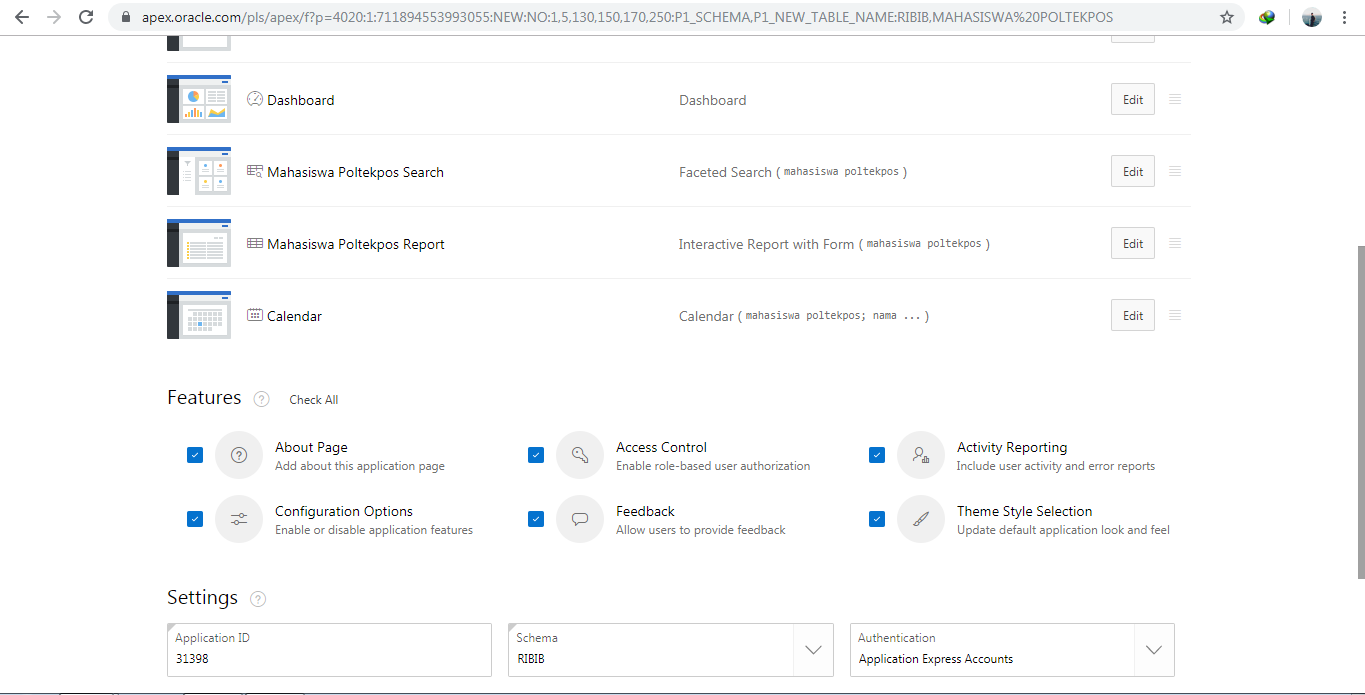 apex.oracle.com/pls/apex/f?p=4020:1:711894553993055:NEW:NO:1,5,130,150,170,250:P1_SCHEMA,P1_NEW_TABLE_NAME:RIBIB,MAHASISWA%20POLTEKPOS
Dashboard Dashboard Edit
Mahasiswa Poltekpos Search Faceted Search ( mahasiswa poltekpos ) Edit
Mahasiswa Poltekpos Report Interactive Report with Form ( mahasiswa poltekpos ) Edit
Calendar Calendar ( mahasiswa poltekpos; nama ... ) Edit
Features ? Check All
? About Page
Add about this application page
Access Control
Enable role-based user authorization
Activity Reporting
Include user activity and error reports
Configuration Options
Enable or disable application features
Feedback
Allow users to provide feedback
Theme Style Selection
Update default application look and feel
Settings ?
Application ID
31398
Schema
RIBIB
Authentication
Application Express Accounts